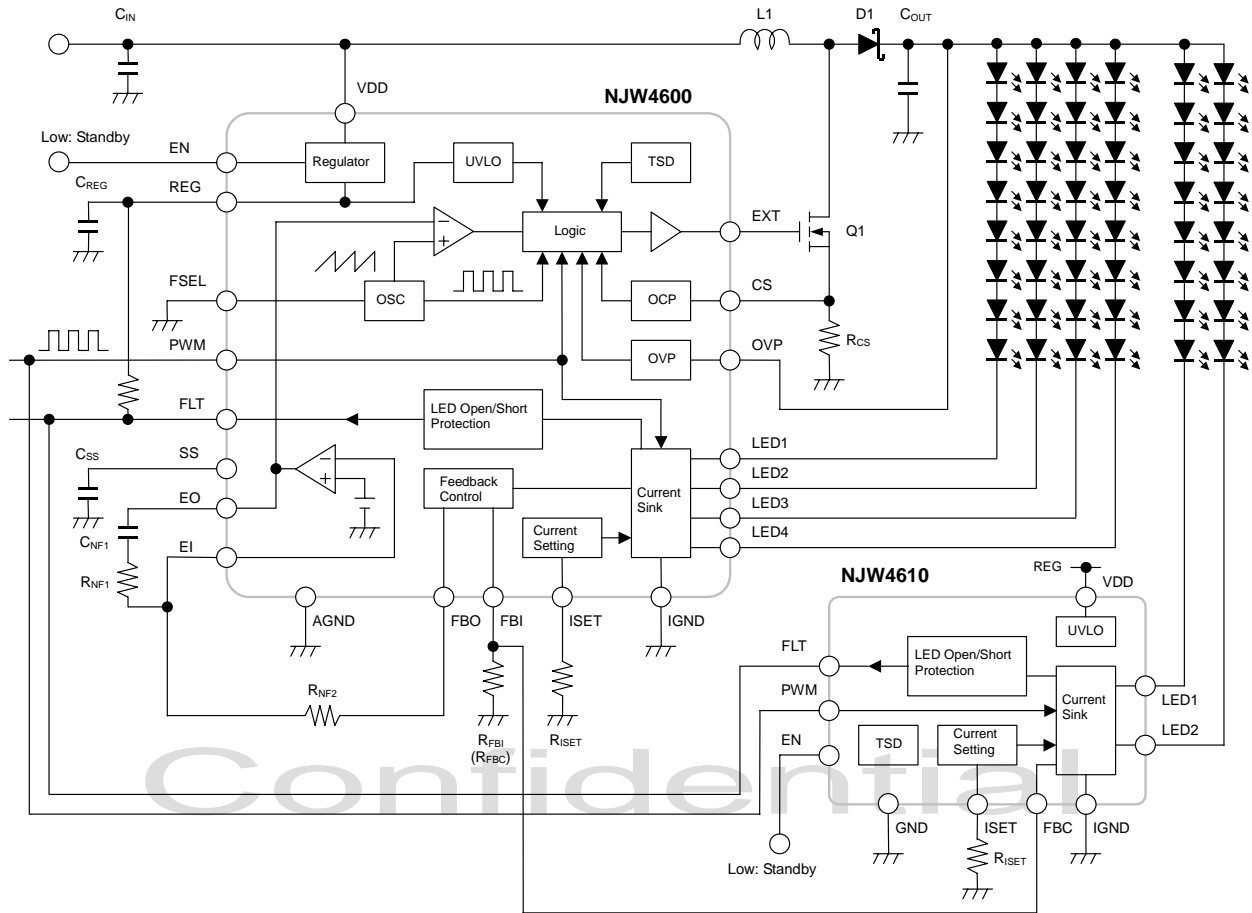 CIN
L1
D1
COUT
VDD
NJW4600
Low: Standby
EN
Regulator
UVLO
TSD
CREG
REG
EXT
Logic
Q1
FSEL
OSC
OCP
CS
RCS
PWM
OVP
OVP
FLT
LED Open/Short
Protection
LED1
CSS
SS
LED2
Feedback
Control
Current
Sink
EO
LED3
Current
Setting
CNF1
LED4
EI
RNF1
NJW4610
REG
VDD
AGND
FBO
FBI
ISET
IGND
UVLO
FLT
LED Open/Short
Protection
RNF2
PWM
Current
Sink
LED1
RFBI
(RFBC)
RISET
EN
TSD
Current
Setting
LED2
Confidential
GND
ISET
FBC
IGND
Low: Standby
RISET